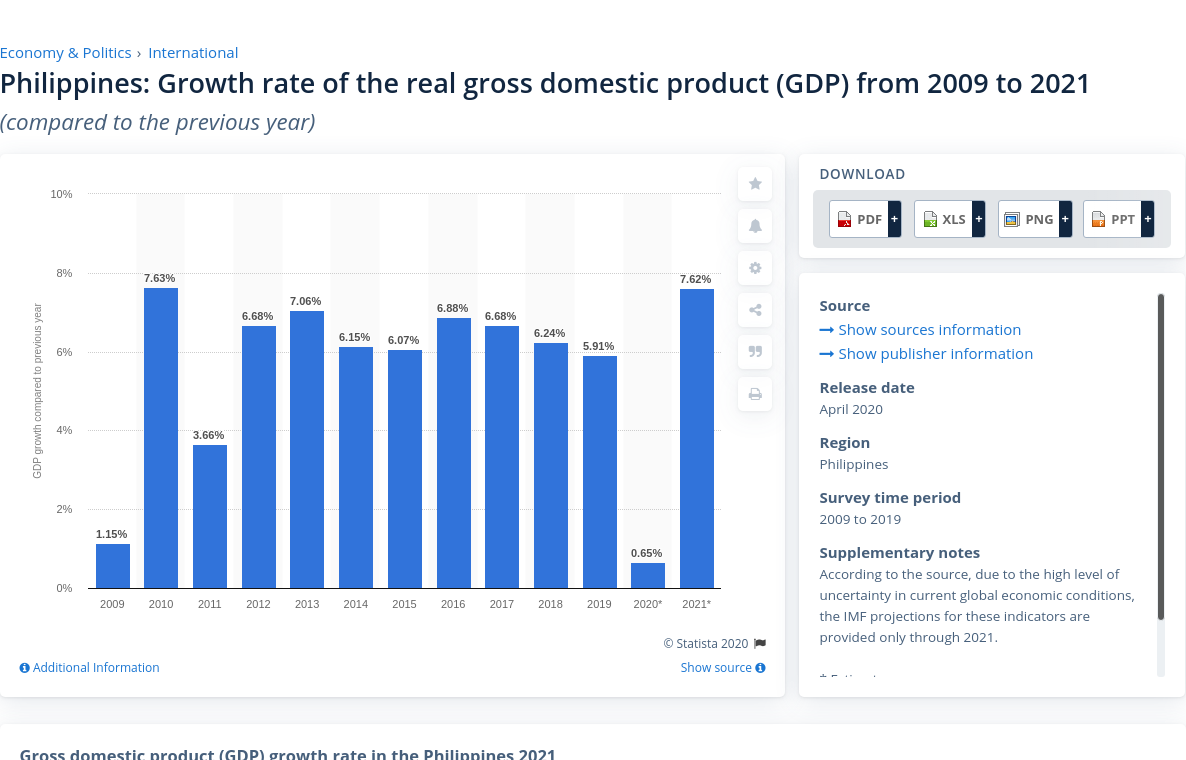 Economy & Politics › International
Philippines: Growth rate of the real gross domestic product (GDP) from 2009 to 2021
(compared to the previous year)
GDP growth compared to previous year
10%
8%
6%
4%
2%
0%
1.15%
7.63%
3.66%
6.68%
7.06%
6.15%
6.07%
6.88%
6.68%
6.24%
5.91%
0.65%
7.62%
2009 2010 2011 2012 2013 2014 2015 2016 2017 2018 2019 2020* 2021*
© Statista 2020
Additional Information
Show source
DOWNLOAD
PDF + XLS + PNG + PPT +
Source
Show sources information
Show publisher information
Release date
April 2020
Region
Philippines
Survey time period
2009 to 2019
Supplementary notes
According to the source, due to the high level of
uncertainty in current global economic conditions,
the IMF projections for these indicators are
provided only through 2021.
Gross domestic product (GDP) growth rate in the Philippines 2021